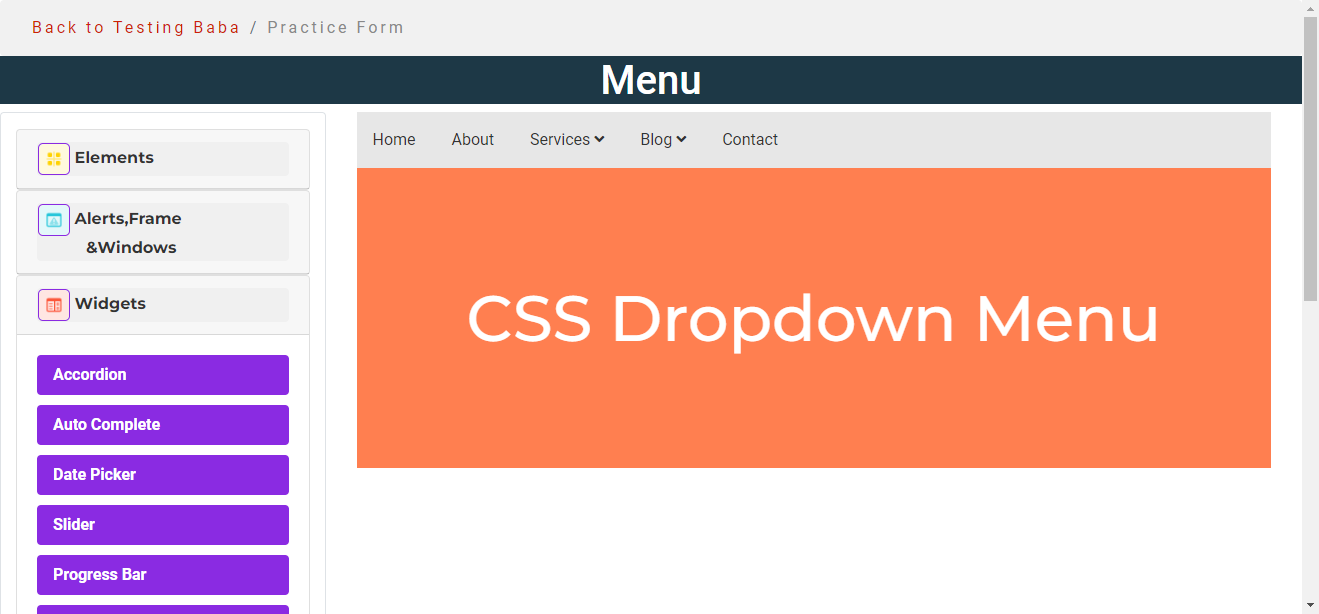 Back to Testing Baba / Practice Form
Menu
Elements
Alerts,Frame
&Windows
Widgets
Accordion
Auto Complete
Date Picker
Slider
Progress Bar
Home About Services Blog Contact
CSS Dropdown Menu